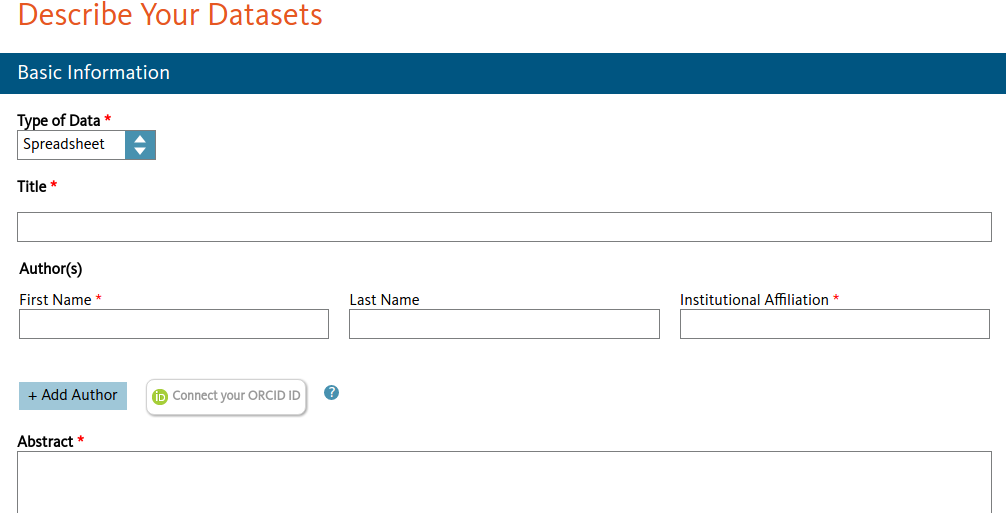 Describe Your Datasets
Basic Information
Type of Data *
Spreadsheet
Title *
Author(s)
First Name * Last Name Institutional Affiliation *
+ Add Author iD Connect your ORCID ID ?
Abstract *